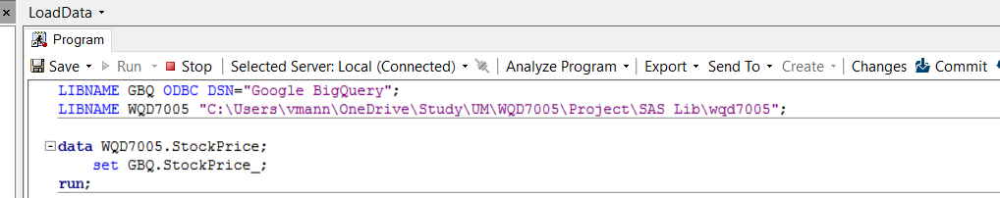 LoadData
Program
Save Run Stop Selected Server: Local (Connected) Analyze Program Export Send To Create Changes Commit
LIBNAME GBQ ODBC DSN="Google BigQuery";
LIBNAME WQD7005 "C:\Users\vmann\OneDrive\Study\UM\WQD7005\Project\SAS Lib\wqd7005";
data WQD7005.StockPrice;
set GBQ.StockPrice_;
run;